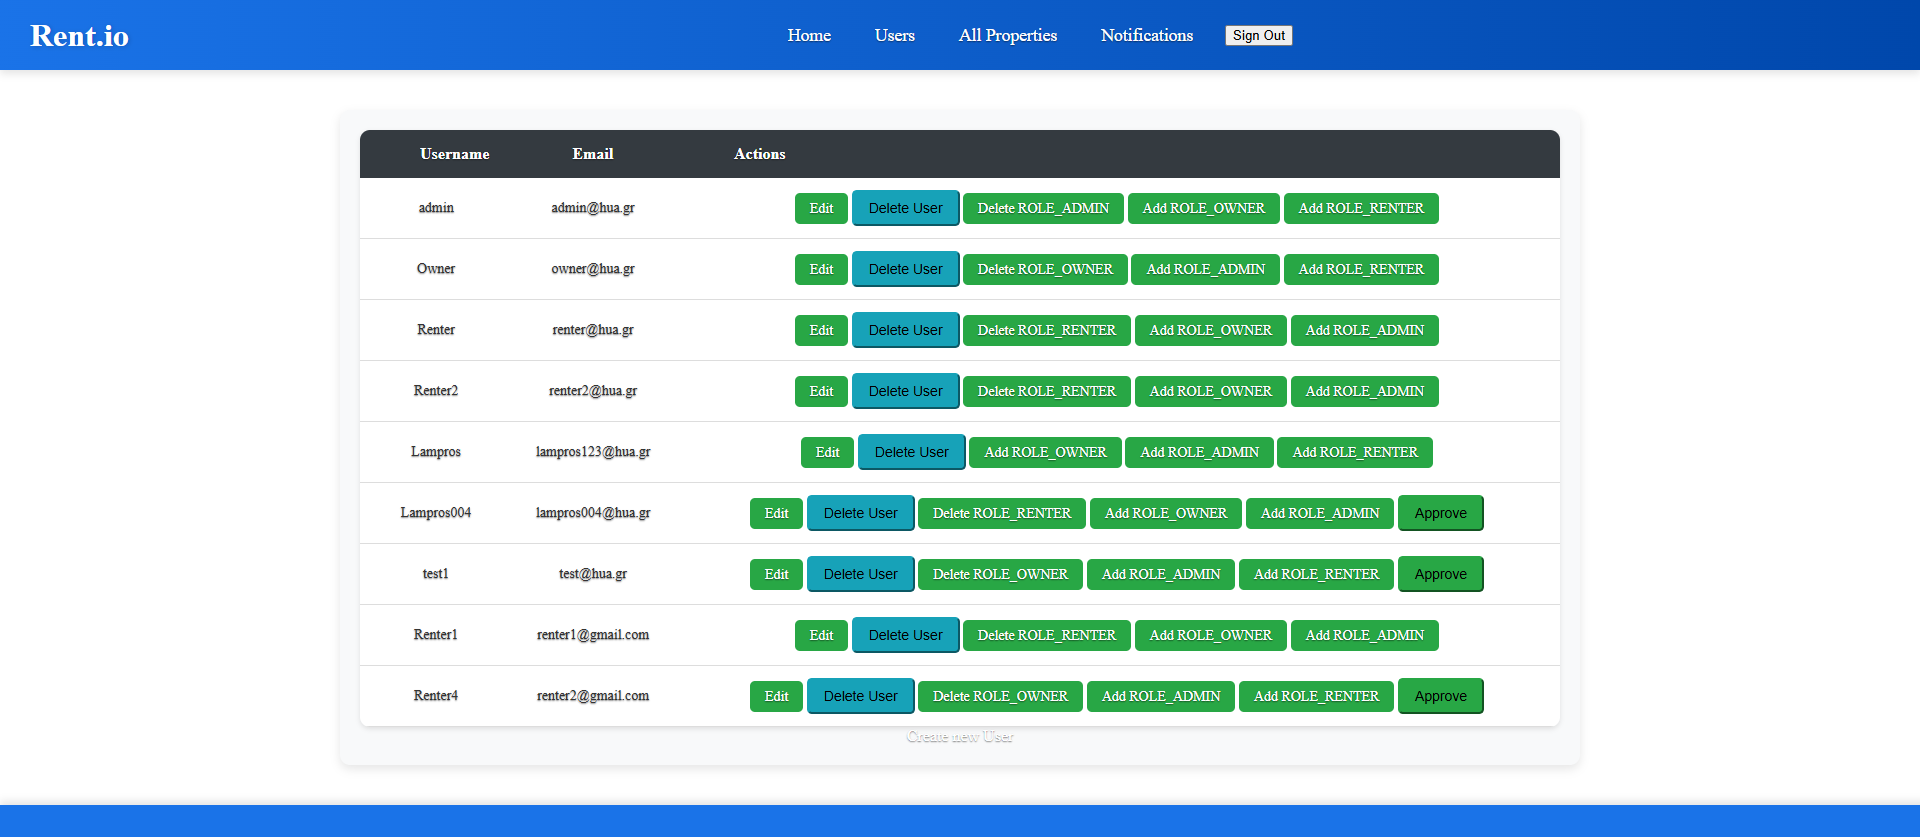 Rent.io Home Users All Properties Notifications Sign Out
Username Email Actions
admin admin@hua.gr Edit Delete User Delete ROLE_ADMIN Add ROLE_OWNER Add ROLE_RENTER
Owner owner@hua.gr Edit Delete User Delete ROLE_OWNER Add ROLE_ADMIN Add ROLE_RENTER
Renter renter@hua.gr Edit Delete User Delete ROLE_RENTER Add ROLE_OWNER Add ROLE_ADMIN
Renter2 renter2@hua.gr Edit Delete User Delete ROLE_RENTER Add ROLE_OWNER Add ROLE_ADMIN
Lampros lampros123@hua.gr Edit Delete User Add ROLE_OWNER Add ROLE_ADMIN Add ROLE_RENTER
Lampros004 lampros004@hua.gr Edit Delete User Delete ROLE_RENTER Add ROLE_OWNER Add ROLE_ADMIN Approve
test1 test@hua.gr Edit Delete User Delete ROLE_OWNER Add ROLE_ADMIN Add ROLE_RENTER Approve
Renter1 renter1@gmail.com Edit Delete User Delete ROLE_RENTER Add ROLE_OWNER Add ROLE_ADMIN
Renter4 renter2@gmail.com Edit Delete User Delete ROLE_OWNER Add ROLE_ADMIN Add ROLE_RENTER Approve
Create new User